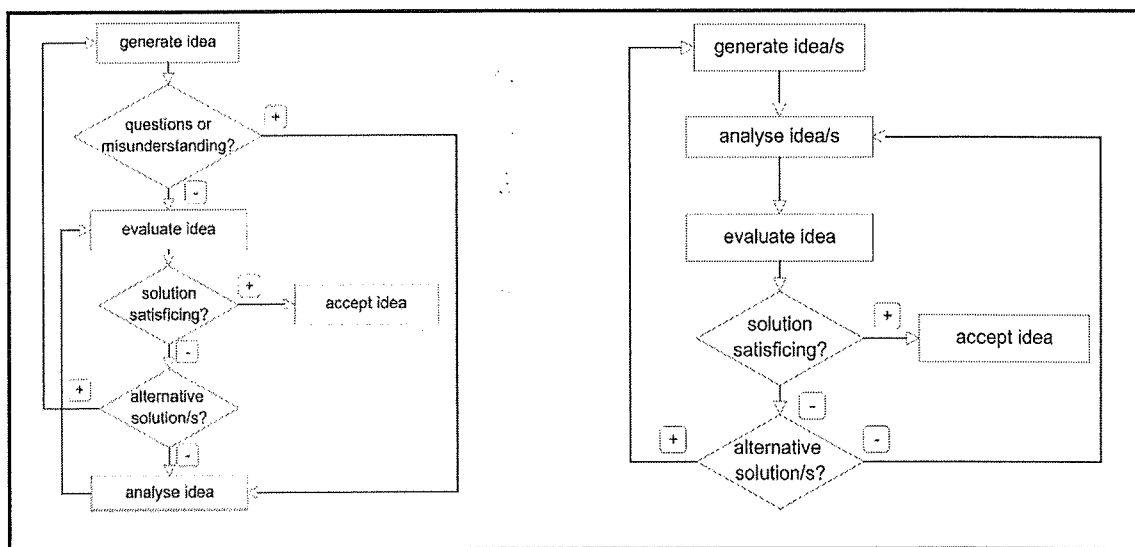 generate idea
+
questions or
misunderstanding?
-
evaluate idea
+
solution
satisficing?
accept idea
-
+
alternative
solution/s?
-
analyse idea
generate idea/s
analyse idea/s
evaluate idea
solution
satisficing?
+
accept idea
-
+
alternative
solution/s?
-